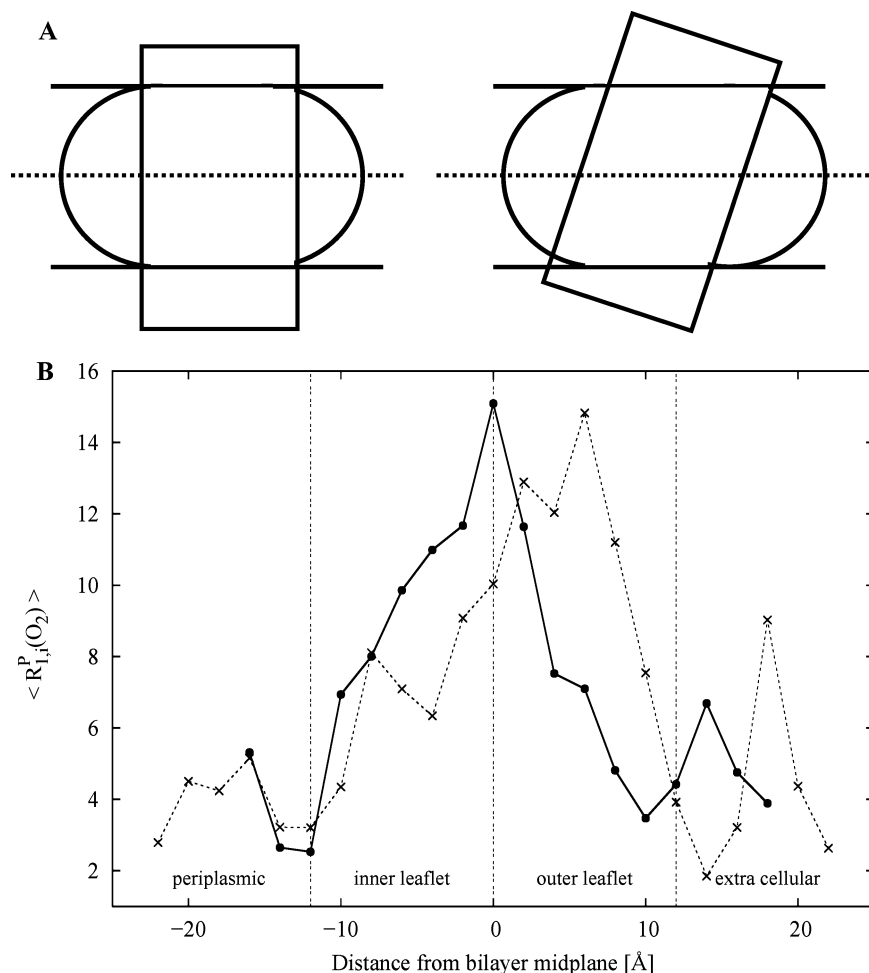 A
B
16
14
12
10
8
6
4
2
< R^P_{1,i}(O_2) >
periplasmic inner leaflet outer leaflet extra cellular
−20 −10 0 10 20
Distance from bilayer midplane [Å]